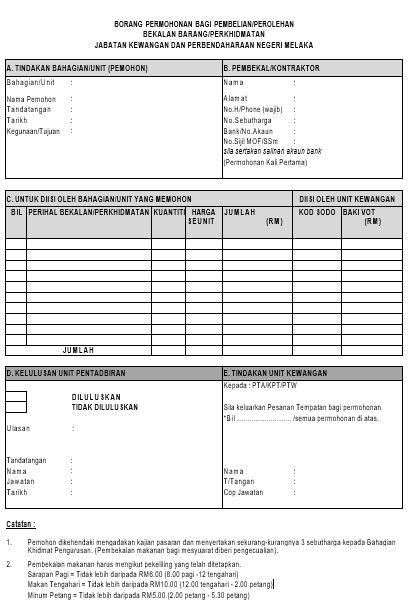 BORANG PERMOHONAN BAGI PEMBELIAN/PEROLEHAN
BEKALAN BARANG/PERKHIDMATAN
JABATAN KEWANGAN DAN PERBENDAHARAAN NEGERI MELAKA
A. TINDAKAN BAHAGIAN/UNIT (PEMOHON)
Bahagian/Unit :
Nama Pemohon :
Tandatangan :
Tarikh :
Kegunaan/Tujuan :
B. PEMBEKAL/KONTRAKTOR
Nama :
Alamat :
No.H/Phone (wajib) :
No.Sebutharga :
Bank/No.Akaun :
No.Sijil MOF/SSm :
sila sertakan salinan akaun bank
(Permohonan Kali Pertama)
C. UNTUK DIISI OLEH BAHAGIAN/UNIT YANG MEMOHON DIISI OLEH UNIT KEWANGAN
BIL PERIHAL BEKALAN/PERKHIDMATAN KUANTITI HARGA SEUNIT JUMLAH (RM) KOD SODO BAKI VOT (RM)
JUMLAH
D. KELULUSAN UNIT PENTADBIRAN
DILULUSKAN
TIDAK DILULUSKAN
Ulasan :
Tandatangan :
Nama :
Jawatan :
Tarikh :
E. TINDAKAN UNIT KEWANGAN
Kepada : PTA/KPT/PTW
Sila keluarkan Pesanan Tempatan bagi permohonan
*Bil .......................... /semua permohonan di atas.
Nama :
T/Tangan :
Cop Jawatan :
Catatan :
1. Pemohon dikehendaki mengadakan kajian pasaran dan menyertakan sekurang-kurangnya 3 sebutharga kepada Bahagian
Khidmat Pengurusan. (Pembekalan makanan bagi mesyuarat diberi pengecualian).
2. Pembekalan makanan harus mengikut pekeliling yang telah ditetapkan.
Sarapan Pagi = Tidak lebih daripada RM6.00 (8.00 pagi -12 tengahari)
Makan Tengahari = Tidak lebih daripada RM10.00 (12.00 tengahari - 2.00 petang)
Minum Petang = Tidak lebih daripada RM5.00 (2.00 petang - 5.30 petang)